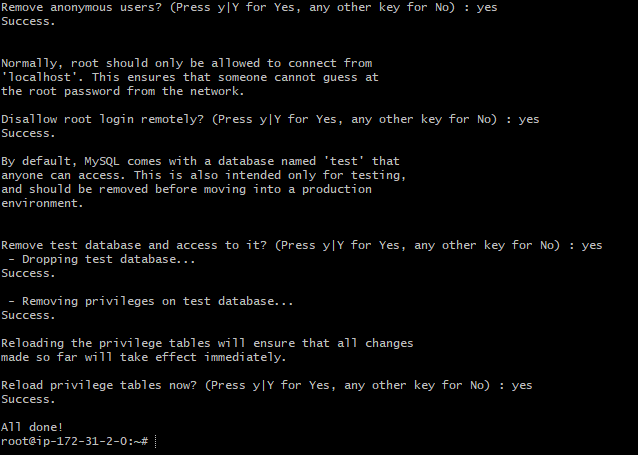 Remove anonymous users? (Press y|Y for Yes, any other key for No) : yes
Success.
Normally, root should only be allowed to connect from
'localhost'. This ensures that someone cannot guess at
the root password from the network.
Disallow root login remotely? (Press y|Y for Yes, any other key for No) : yes
Success.
By default, MySQL comes with a database named 'test' that
anyone can access. This is also intended only for testing,
and should be removed before moving into a production
environment.
Remove test database and access to it? (Press y|Y for Yes, any other key for No) : yes
 - Dropping test database...
Success.
 - Removing privileges on test database...
Success.
Reloading the privilege tables will ensure that all changes
made so far will take effect immediately.
Reload privilege tables now? (Press y|Y for Yes, any other key for No) : yes
Success.
All done!
root@ip-172-31-2-0:~#